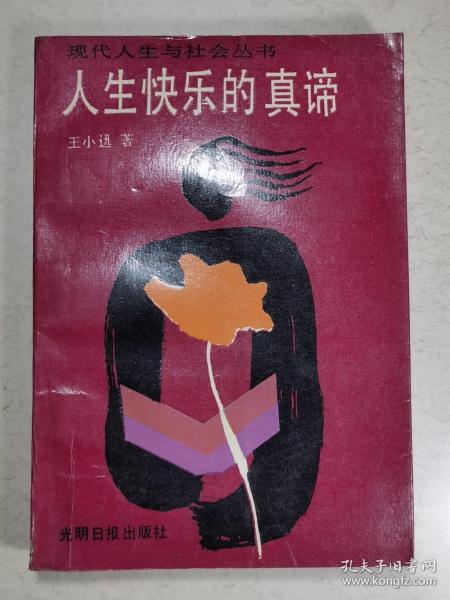 现代人生与社会丛书
人生快乐的真谛
王小迅 著
光明日报出版社
孔夫子旧书网
www.kongfz.com